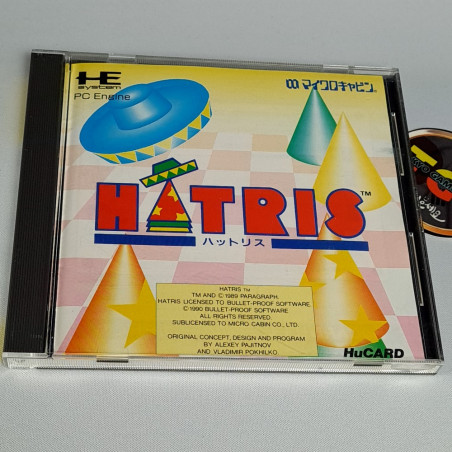 HE
system
PC Engine
マイクロキャビン
HATRIS™
ハットリス
HATRIS ™
TM AND © 1989 PARAGRAPH.
HATRIS LICENSED TO BULLET-PROOF SOFTWARE.
© 1990 BULLET-PROOF SOFTWARE
ALL RIGHTS RESERVED.
SUBLICENSED TO MICRO CABIN CO., LTD.
ORIGINAL CONCEPT, DESIGN AND PROGRAM
BY ALEXEY PAJITNOV
AND VLADIMIR POKHILKO
HuCARD